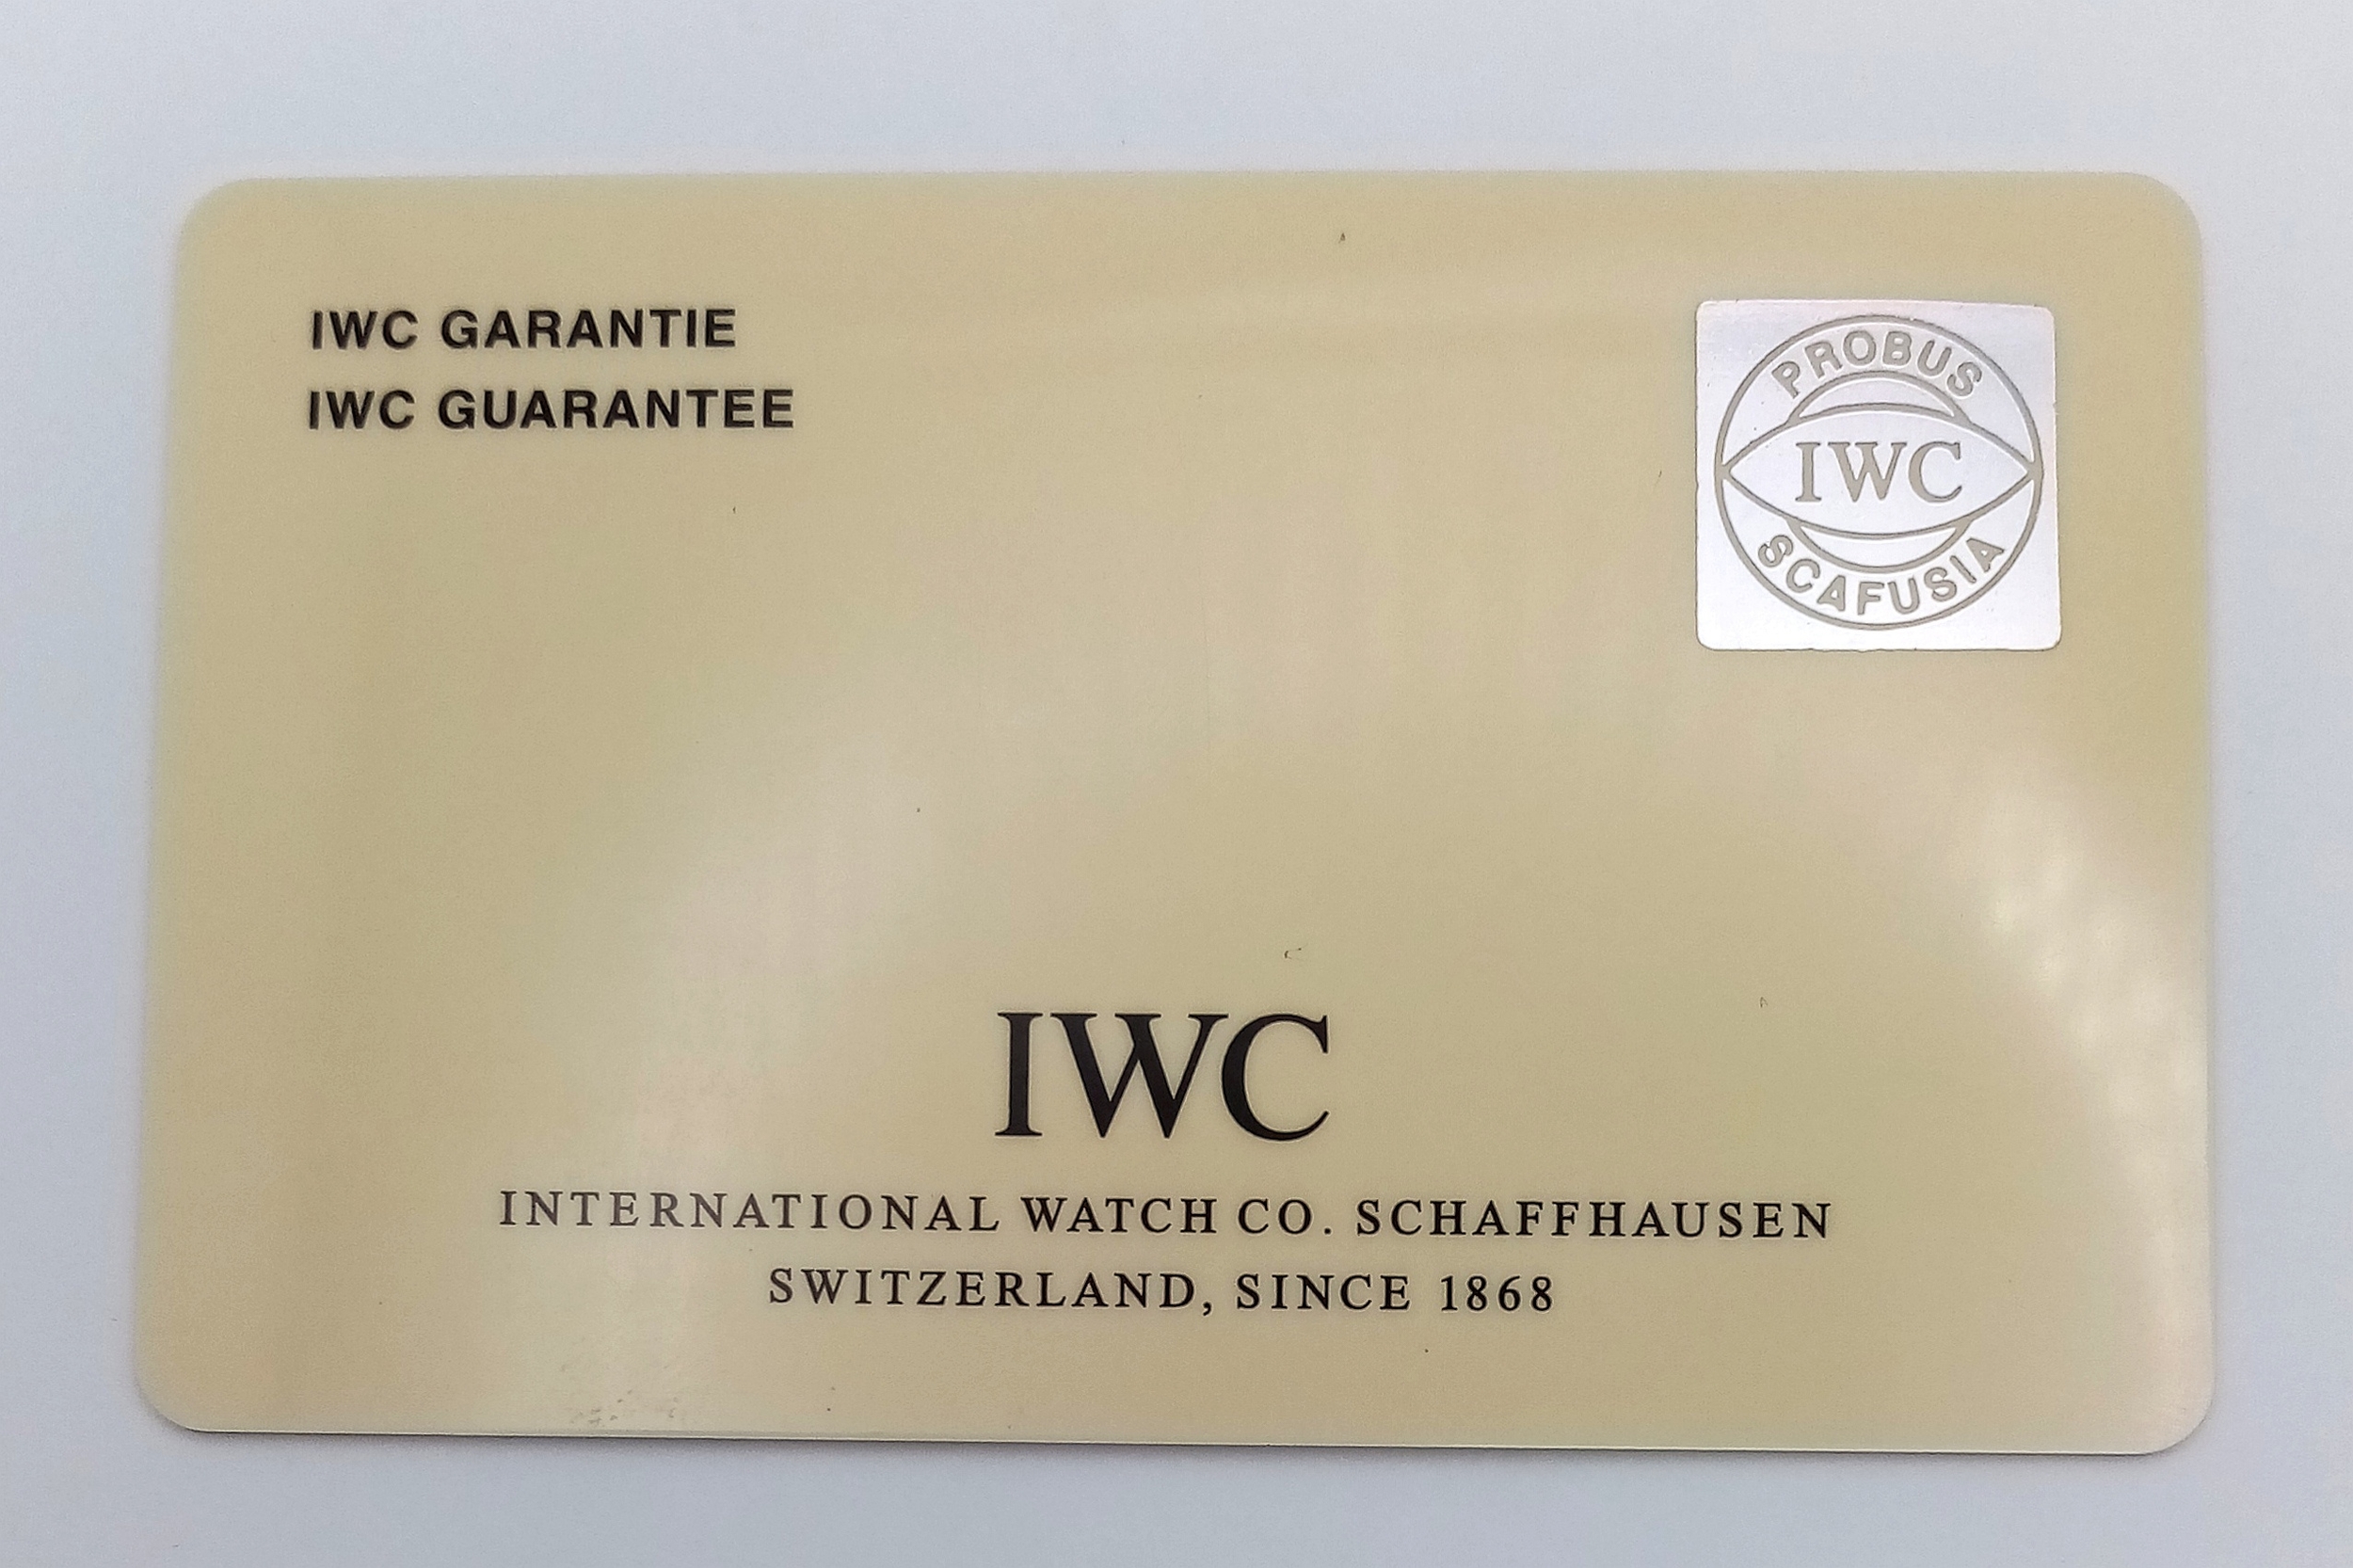 IWC GARANTIE
IWC GUARANTEE
PROBUS
IWC
SCAFUSIA
IWC
INTERNATIONAL WATCH CO. SCHAFFHAUSEN
SWITZERLAND, SINCE 1868